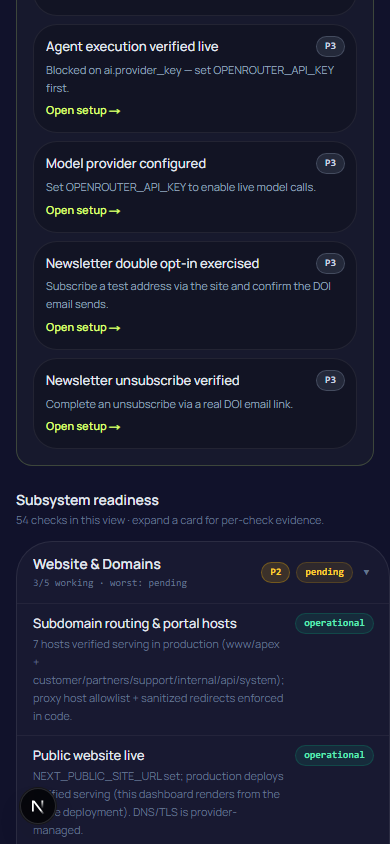 Agent execution verified live
P3
Blocked on ai.provider_key — set OPENROUTER_API_KEY
first.
Open setup →
Model provider configured
P3
Set OPENROUTER_API_KEY to enable live model calls.
Open setup →
Newsletter double opt-in exercised
P3
Subscribe a test address via the site and confirm the DOI
email sends.
Open setup →
Newsletter unsubscribe verified
P3
Complete an unsubscribe via a real DOI email link.
Open setup →
Subsystem readiness
54 checks in this view · expand a card for per-check evidence.
Website & Domains
P2
pending
▼
3/5 working · worst: pending
Subdomain routing & portal hosts
operational
7 hosts verified serving in production (www/apex
+
customer/partners/support/internal/api/system);
proxy host allowlist + sanitized redirects enforced
in code.
Public website live
operational
NEXT_PUBLIC_SITE_URL set; production deploys
serving (this dashboard renders from the
deployment). DNS/TLS is provider-
managed.
N